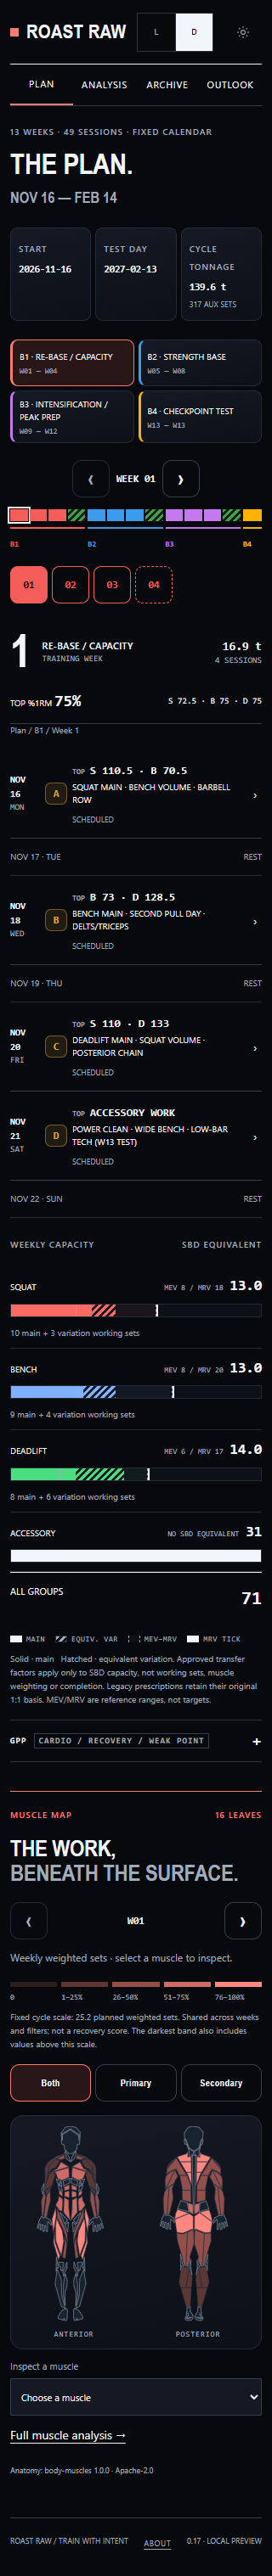 ROAST RAW
L
D
PLAN
ANALYSIS
ARCHIVE
OUTLOOK
13 WEEKS · 49 SESSIONS · FIXED CALENDAR
THE PLAN.
NOV 16 — FEB 14
START
2026-11-16
TEST DAY
2027-02-13
CYCLE
TONNAGE
139.6 t
317 AUX SETS
B1 · RE-BASE / CAPACITY
W01 — W04
B2 · STRENGTH BASE
W05 — W08
B3 · INTENSIFICATION /
PEAK PREP
W09 — W12
B4 · CHECKPOINT TEST
W13 — W13
‹
WEEK 01
›
B1
B2
B3
B4
01
02
03
04
1
RE-BASE / CAPACITY
TRAINING WEEK
16.9 t
4 SESSIONS
TOP %1RM 75%
S 72.5 · B 75 · D 75
Plan / B1 / Week 1
NOV
16
MON
A
TOP S 110.5 · B 70.5
SQUAT MAIN · BENCH VOLUME · BARBELL
ROW
SCHEDULED
›
NOV 17 · TUE
REST
NOV
18
WED
B
TOP B 73 · D 128.5
BENCH MAIN · SECOND PULL DAY ·
DELTS/TRICEPS
SCHEDULED
›
NOV 19 · THU
REST
NOV
20
FRI
C
TOP S 110 · D 133
DEADLIFT MAIN · SQUAT VOLUME ·
POSTERIOR CHAIN
SCHEDULED
›
NOV
21
SAT
D
TOP ACCESSORY WORK
POWER CLEAN · WIDE BENCH · LOW-BAR
TECH (W13 TEST)
SCHEDULED
›
NOV 22 · SUN
REST
WEEKLY CAPACITY
SBD EQUIVALENT
SQUAT
MEV 8 / MRV 18 13.0
10 main + 3 variation working sets
BENCH
MEV 8 / MRV 20 13.0
9 main + 4 variation working sets
DEADLIFT
MEV 6 / MRV 17 14.0
8 main + 6 variation working sets
ACCESSORY
NO SBD EQUIVALENT 31
ALL GROUPS
71
MAIN
EQUIV. VAR
MEV–MRV
MRV TICK
Solid · main Hatched · equivalent variation. Approved transfer
factors apply only to SBD capacity, not working sets, muscle
weighting or completion. Legacy prescriptions retain their original
1:1 basis. MEV/MRV are reference ranges, not targets.
GPP
CARDIO / RECOVERY / WEAK POINT
+
MUSCLE MAP
16 LEAVES
THE WORK,
BENEATH THE SURFACE.
‹
W01
›
Weekly weighted sets · select a muscle to inspect.
0
1–25%
26–50%
51–75%
76–100%
Fixed cycle scale: 25.2 planned weighted sets. Shared across weeks
and filters; not a recovery score. The darkest band also includes
values above this scale.
Both
Primary
Secondary
ANTERIOR
POSTERIOR
Inspect a muscle
Choose a muscle
Full muscle analysis →
Anatomy: body-muscles 1.0.0 · Apache-2.0
ROAST RAW / TRAIN WITH INTENT
ABOUT
0.17 · LOCAL PREVIEW